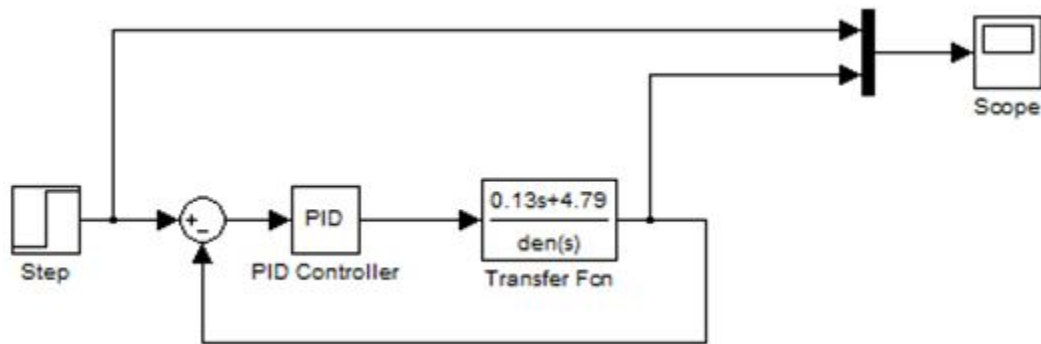 Scope
0.13s+4.79
den(s)
PID
+
−
Step
PID Controller
Transfer Fcn